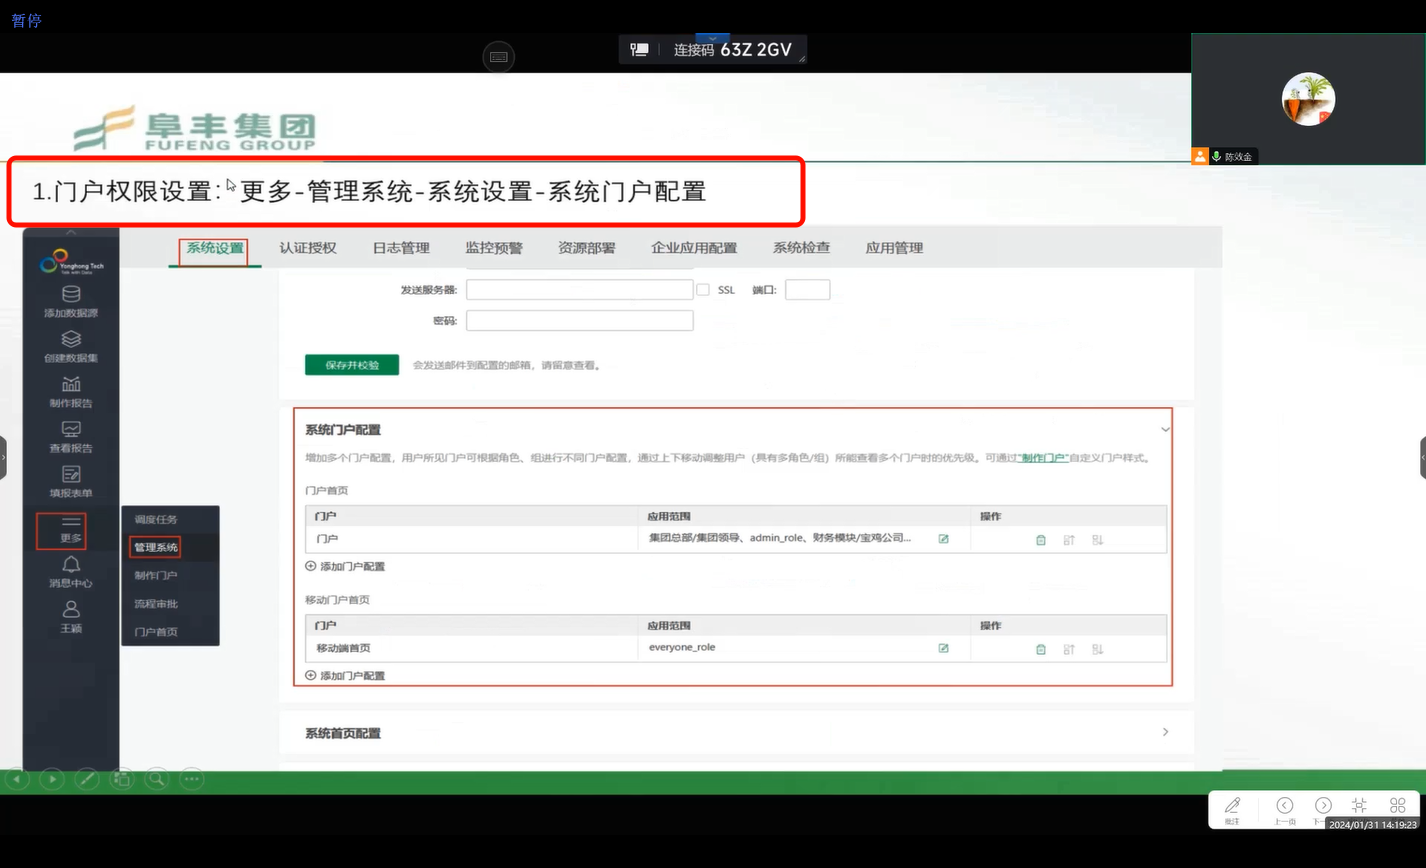 暂停
连接码 63Z 2GV
陈效金
阜丰集团
FUFENG GROUP
1.门户权限设置: 更多-管理系统-系统设置-系统门户配置
Yonghong Tech
Talk with Data
添加数据源
创建数据集
制作报告
查看报告
填报表单
更多
消息中心
王颖
调度任务
管理系统
制作门户
流程审批
门户首页
系统设置 认证授权 日志管理 监控预警 资源部署 企业应用配置 系统检查 应用管理
发送服务器: SSL 端口:
密码:
保存并校验 会发送邮件到配置的邮箱，请留意查看。
系统门户配置
增加多个门户配置，用户所见门户可根据角色、组进行不同门户配置，通过上下移动调整用户（具有多角色/组）所能查看多个门户时的优先级。可通过"制作门户"自定义门户样式。
门户首页
门户 应用范围 操作
门户 集团总部/集团领导、admin_role、财务模块/宝鸡公司...
添加门户配置
移动门户首页
门户 应用范围 操作
移动端首页 everyone_role
添加门户配置
系统首页配置
批注 上一页 下一
2024/01/31 14:19:23